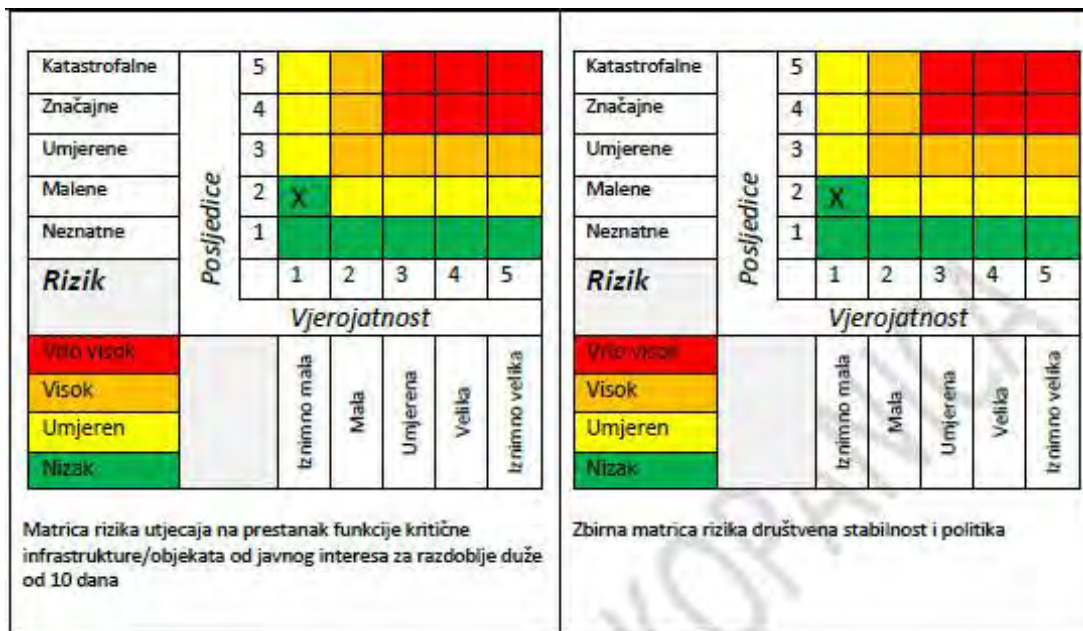 Katastrofalne
Značajne
Umjerene
Malene
Neznatne
Rizik
Posljedice
5
4
3
2 X
1
1 2 3 4 5
Vjerojatnost
Vrlo visok
Visok
Umjeren
Nizak
Iznimno mala
Mala
Umjerena
Velika
Iznimno velika
Matrica rizika utjecaja na prestanak funkcije kritične
infrastrukture/objekata od javnog interesa za razdoblje duže
od 10 dana
Katastrofalne
Značajne
Umjerene
Malene
Neznatne
Rizik
Posljedice
5
4
3
2 X
1
1 2 3 4 5
Vjerojatnost
Vrlo visok
Visok
Umjeren
Nizak
Iznimno mala
Mala
Umjerena
Velika
Iznimno velika
Zbirna matrica rizika društvena stabilnost i politika
KOPANICA